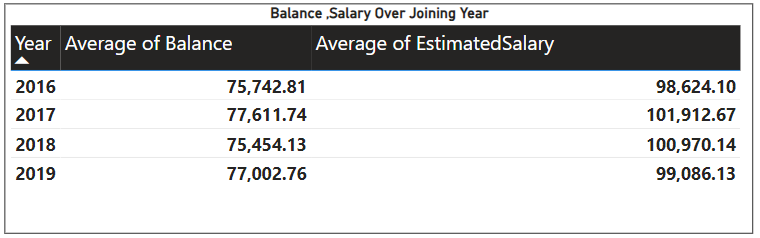 Balance ,Salary Over Joining Year
Year Average of Balance Average of EstimatedSalary
2016 75,742.81 98,624.10
2017 77,611.74 101,912.67
2018 75,454.13 100,970.14
2019 77,002.76 99,086.13